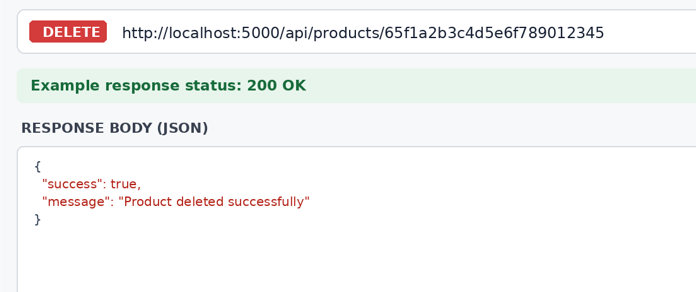 DELETE http://localhost:5000/api/products/65f1a2b3c4d5e6f789012345
Example response status: 200 OK
RESPONSE BODY (JSON)
{
"success": true,
"message": "Product deleted successfully"
}